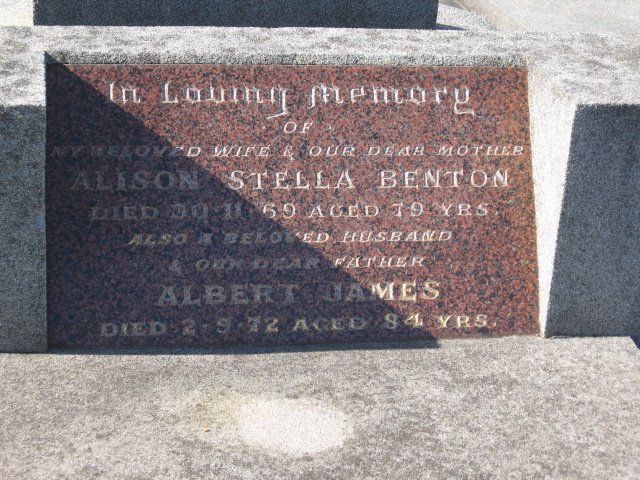 In Loving Memory
OF
MY BELOVED WIFE & OUR DEAR MOTHER
ALISON STELLA BENTON
DIED 30-11-69 AGED 79 YRS.
ALSO A BELOVED HUSBAND
& OUR DEAR FATHER
ALBERT JAMES
DIED 2-9-72 AGED 84 YRS.